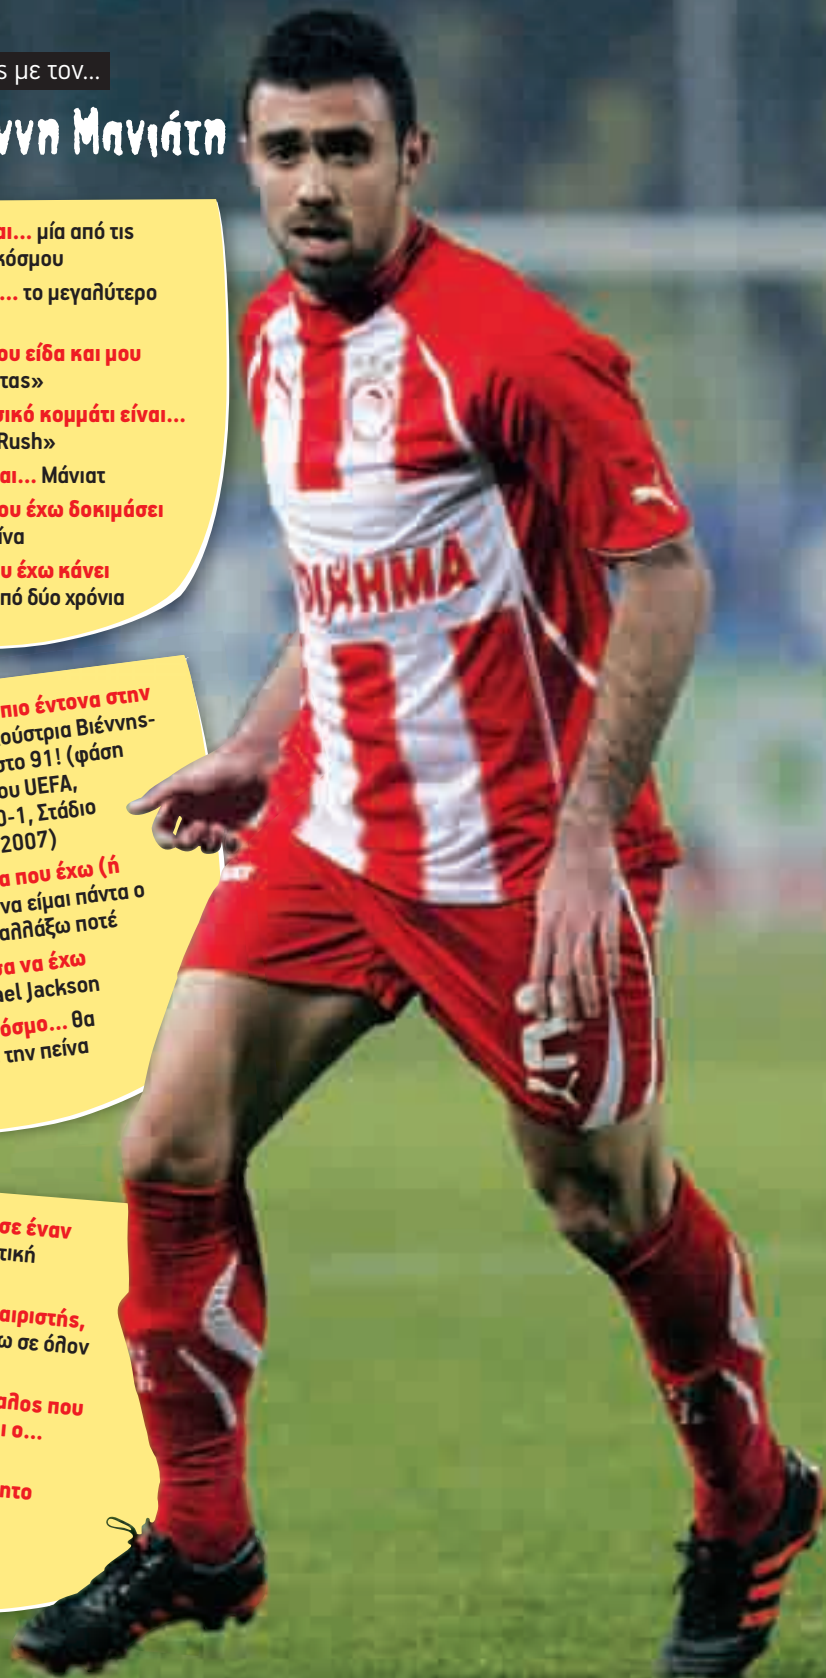 ς με τον...
ννη Μανιάτη
αι... μία από τις
κόσμου
... το μεγαλύτερο
ου είδα και μου
τας»
σικό κομμάτι είναι...
Rush»
αι... Μάνιατ
ου έχω δοκιμάσει
ίνα
υ έχω κάνει
πό δύο χρόνια
πιο έντονα στην
ούστρια Βιέννης-
στο 91! (φάση
ου UEFA,
0-1, Στάδιο
2007)
α που έχω (ή
να είμαι πάντα ο
αλλάξω ποτέ
σα να έχω
ael Jackson
όσμο... θα
την πείνα
σε έναν
τική
αιριστής,
ω σε όλον
αλος που
ι ο...
ητο
ΟΙΧΗΜΑ